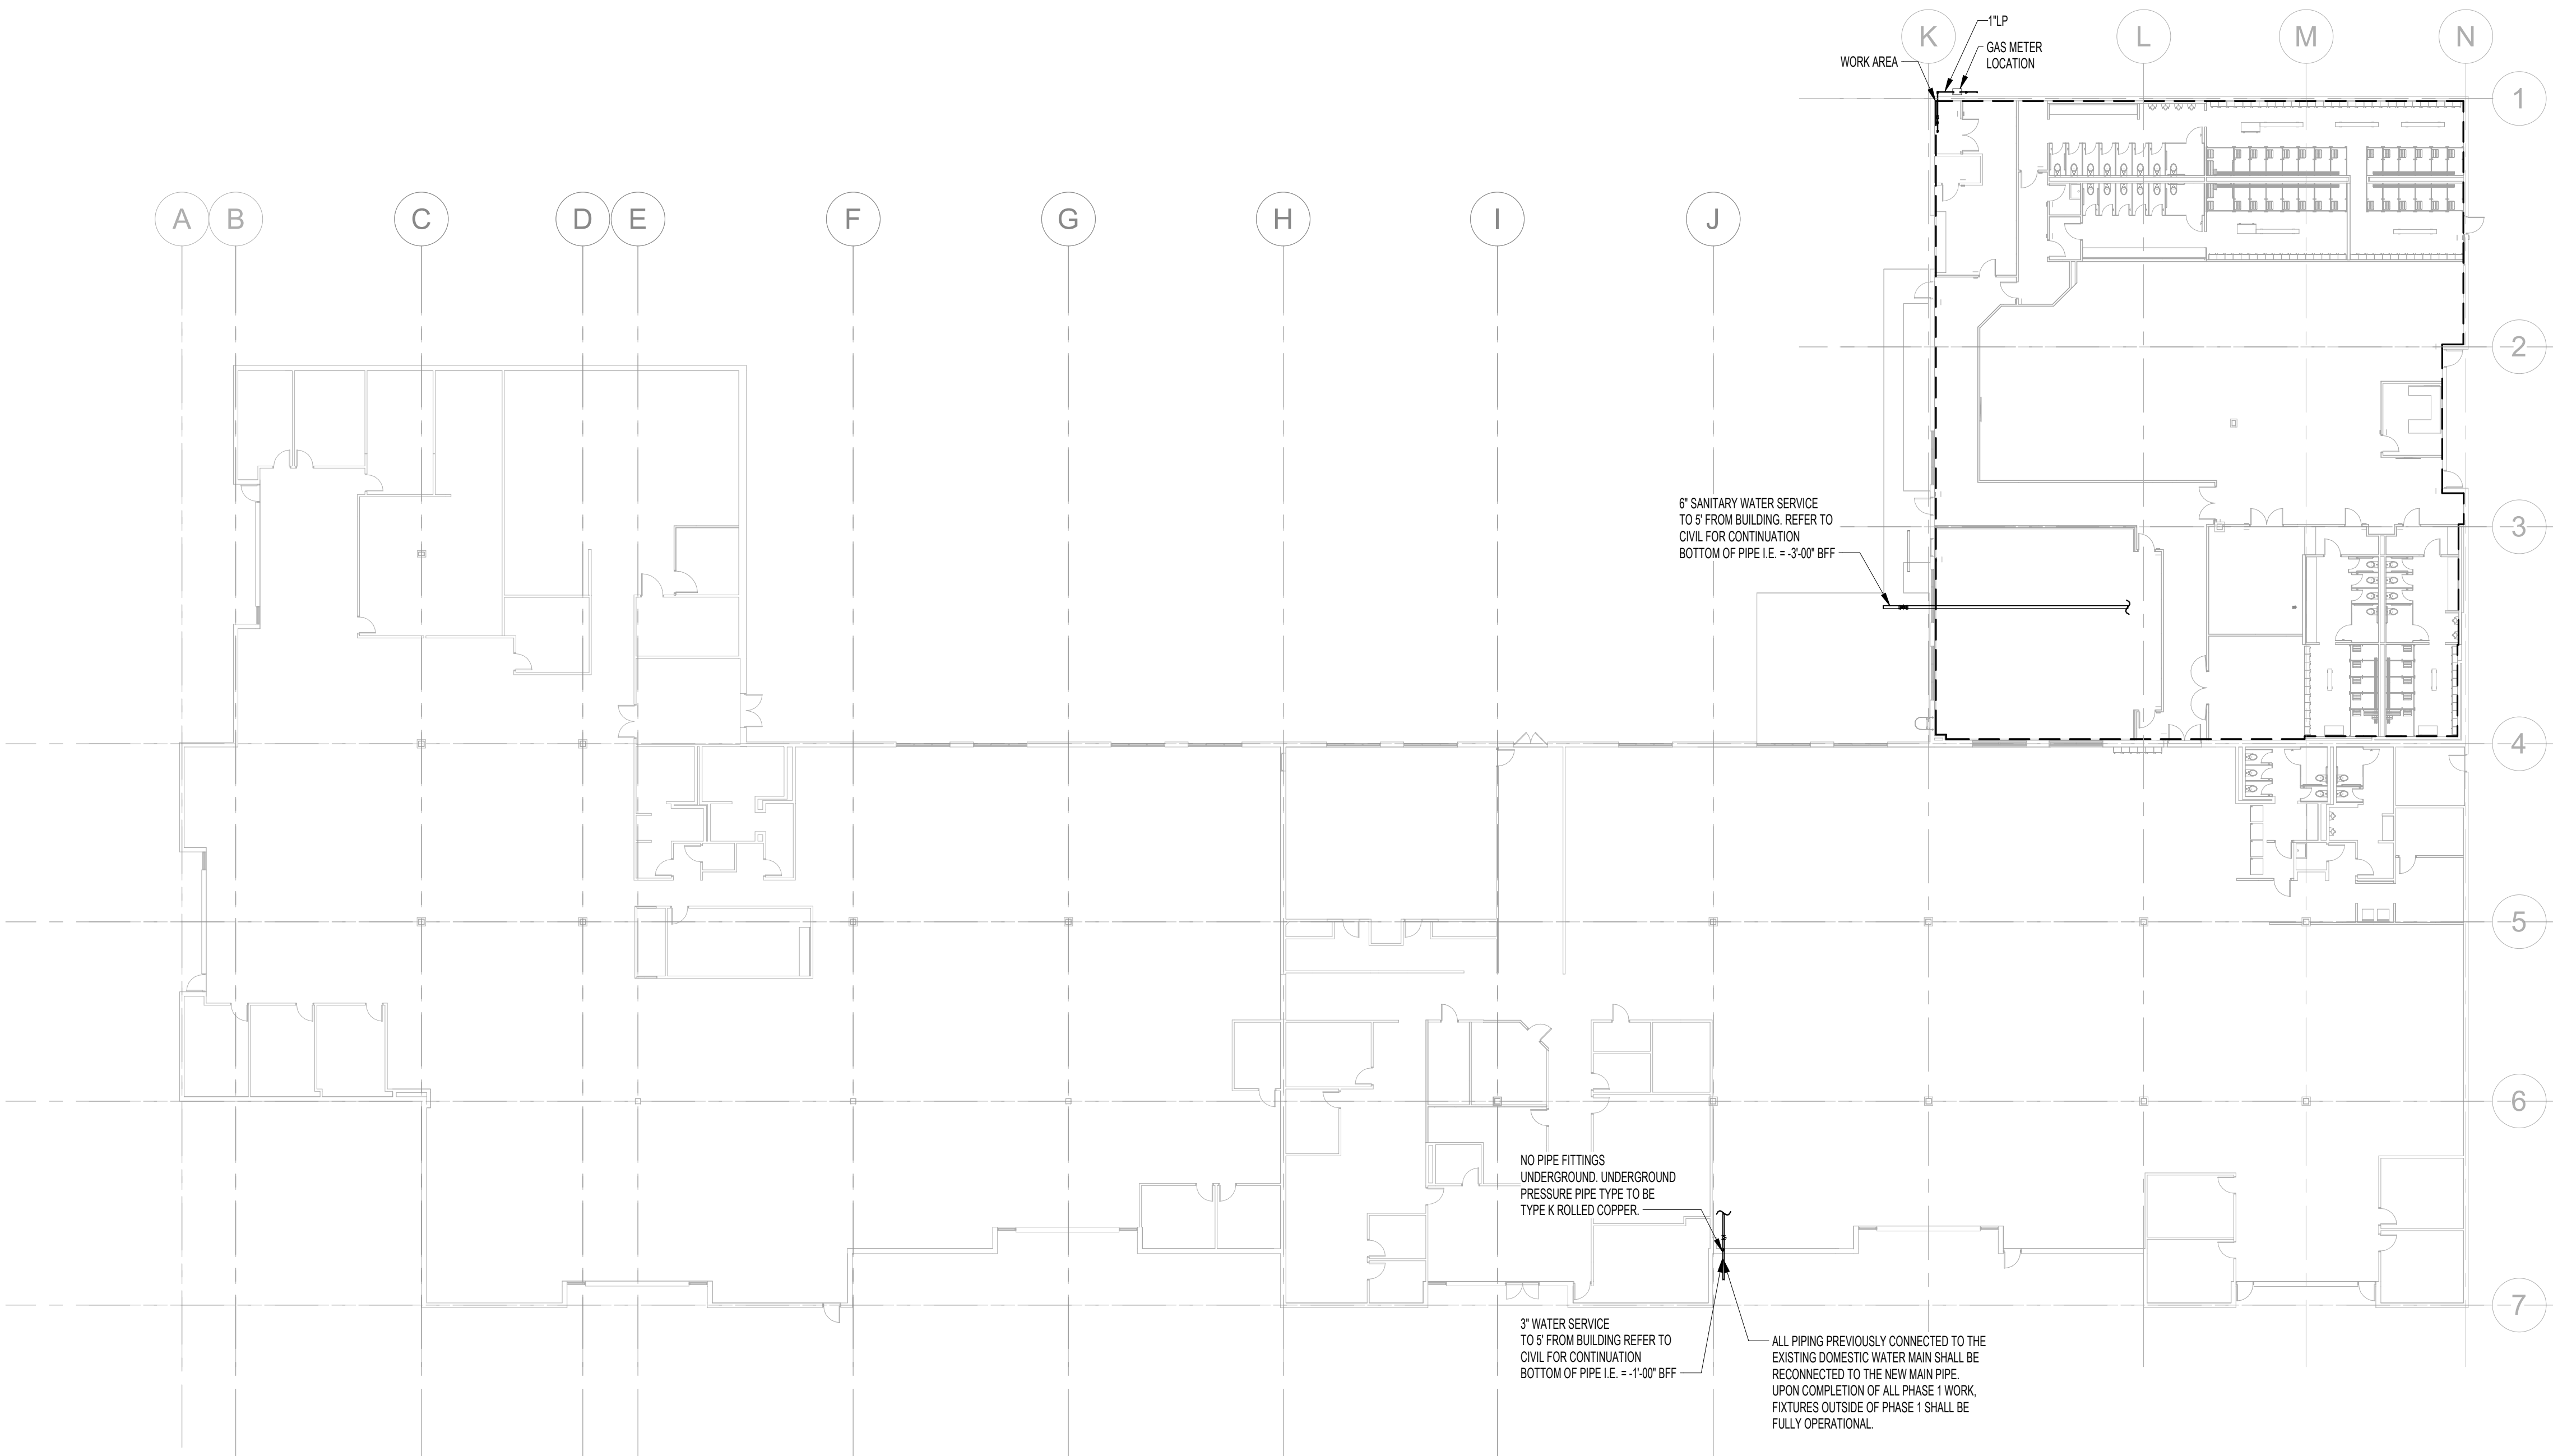 1"LP
GAS METER
LOCATION
WORK AREA
K
L
M
N
1
A
B
C
D
E
F
G
H
I
J
2
6" SANITARY WATER SERVICE
TO 5' FROM BUILDING. REFER TO
CIVIL FOR CONTINUATION
BOTTOM OF PIPE I.E. = -3'-00" BFF
3
4
5
6
NO PIPE FITTINGS
UNDERGROUND. UNDERGROUND
PRESSURE PIPE TYPE TO BE
TYPE K ROLLED COPPER.
7
3" WATER SERVICE
TO 5' FROM BUILDING REFER TO
CIVIL FOR CONTINUATION
BOTTOM OF PIPE I.E. = -1'-00" BFF
ALL PIPING PREVIOUSLY CONNECTED TO THE
EXISTING DOMESTIC WATER MAIN SHALL BE
RECONNECTED TO THE NEW MAIN PIPE.
UPON COMPLETION OF ALL PHASE 1 WORK,
FIXTURES OUTSIDE OF PHASE 1 SHALL BE
FULLY OPERATIONAL.